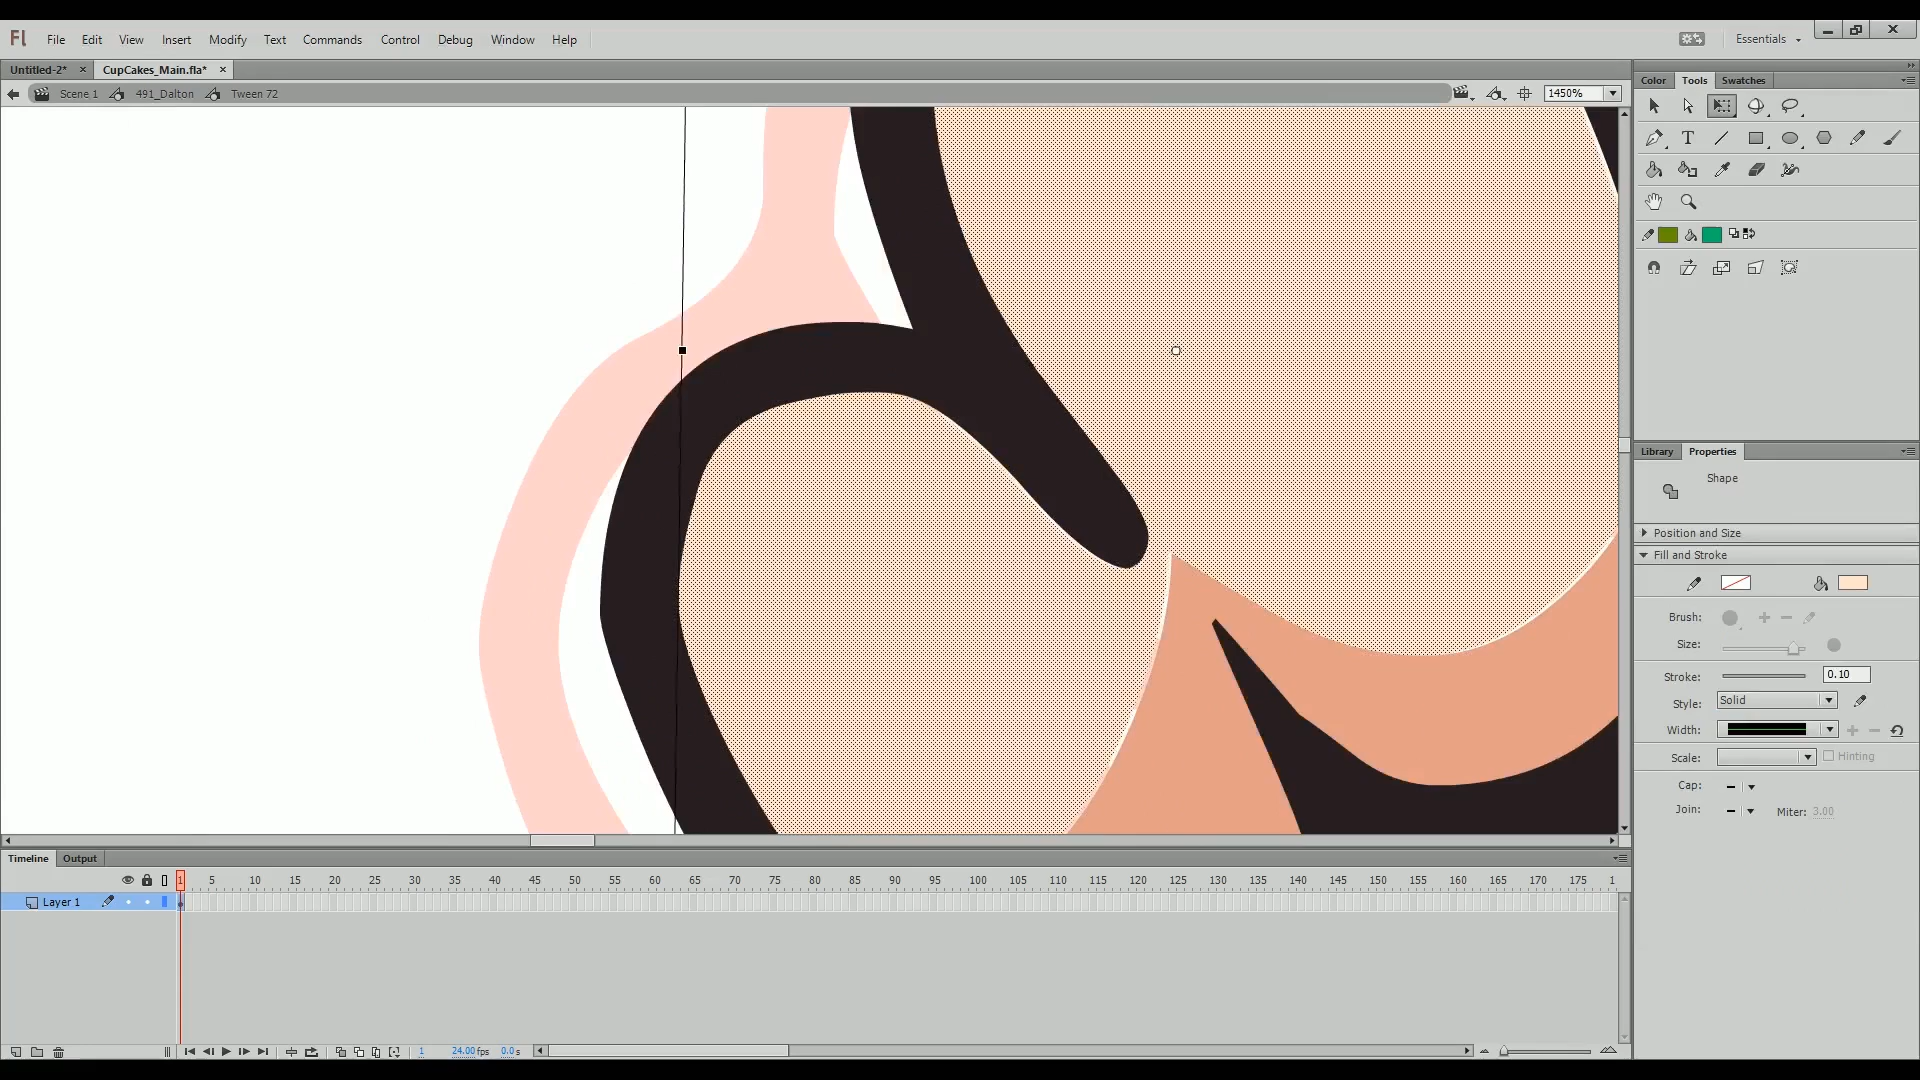 Fl File Edit View Insert Modify Text Commands Control Debug Window Help Essentials
Untitled-2* × CupCakes_Main.fla* ×
Scene 1 491_Dalton Tween 72 1450%
Color Tools Swatches
Library Properties
Shape
Position and Size
Fill and Stroke
Brush:
Size:
Stroke: 0.10
Style: Solid
Width:
Scale: Hinting
Cap:
Join: Miter: 3.00
Timeline Output
1 5 10 15 20 25 30 35 40 45 50 55 60 65 70 75 80 85 90 95 100 105 110 115 120 125 130 135 140 145 150 155 160 165 170 175 1
Layer 1
1 24.00 fps 0.0 s